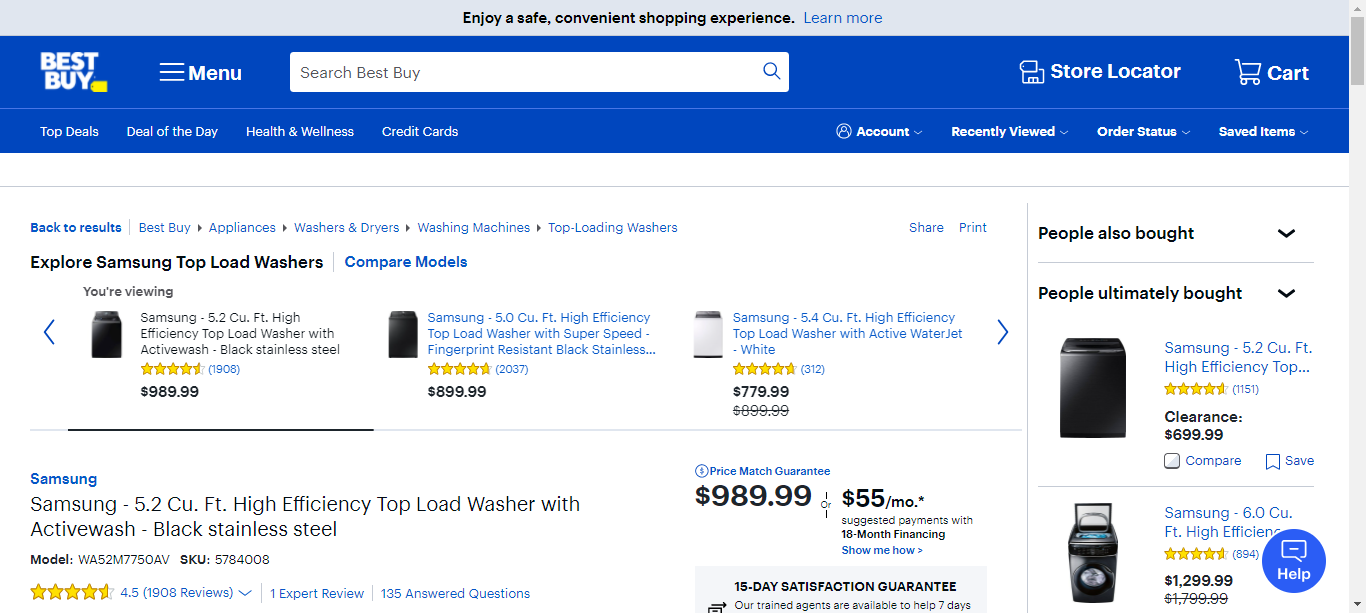 Enjoy a safe, convenient shopping experience. Learn more
BEST BUY
Menu
Search Best Buy
Store Locator
Cart
Top Deals
Deal of the Day
Health & Wellness
Credit Cards
Account
Recently Viewed
Order Status
Saved Items
Back to results
Best Buy
Appliances
Washers & Dryers
Washing Machines
Top-Loading Washers
Share
Print
Explore Samsung Top Load Washers
Compare Models
You're viewing
Samsung - 5.2 Cu. Ft. High
Efficiency Top Load Washer with
Activewash - Black stainless steel
(1908)
$989.99
Samsung - 5.0 Cu. Ft. High Efficiency
Top Load Washer with Super Speed -
Fingerprint Resistant Black Stainless...
(2037)
$899.99
Samsung - 5.4 Cu. Ft. High Efficiency
Top Load Washer with Active WaterJet
- White
(312)
$779.99
$899.99
Samsung
Samsung - 5.2 Cu. Ft. High Efficiency Top Load Washer with
Activewash - Black stainless steel
Model: WA52M7750AV SKU: 5784008
4.5 (1908 Reviews)
1 Expert Review
135 Answered Questions
Price Match Guarantee
$989.99
Or
$55/mo.*
suggested payments with
18-Month Financing
Show me how >
15-DAY SATISFACTION GUARANTEE
Our trained agents are available to help 7 days
People also bought
People ultimately bought
Samsung - 5.2 Cu. Ft.
High Efficiency Top...
(1151)
Clearance:
$699.99
Compare
Save
Samsung - 6.0 Cu.
Ft. High Efficienc
(894)
$1,299.99
$1,799.99
Help